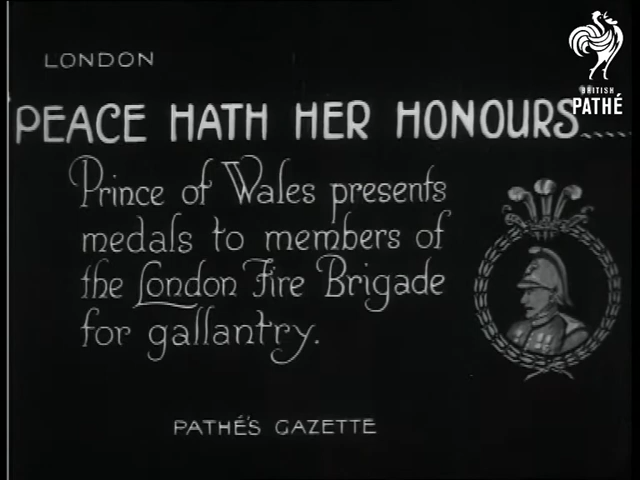 LONDON
BRITISH
PATHÉ
PEACE HATH HER HONOURS.....
Prince of Wales presents
medals to members of
the London Fire Brigade
for gallantry.
PATHÉ'S GAZETTE